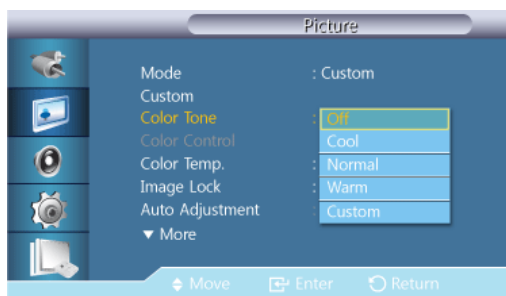 Picture
Mode : Custom
Custom
Color Tone : Off
Color Control Cool
Color Temp. : Normal
Image Lock : Warm
Auto Adjustment : Custom
▼ More
Move Enter Return